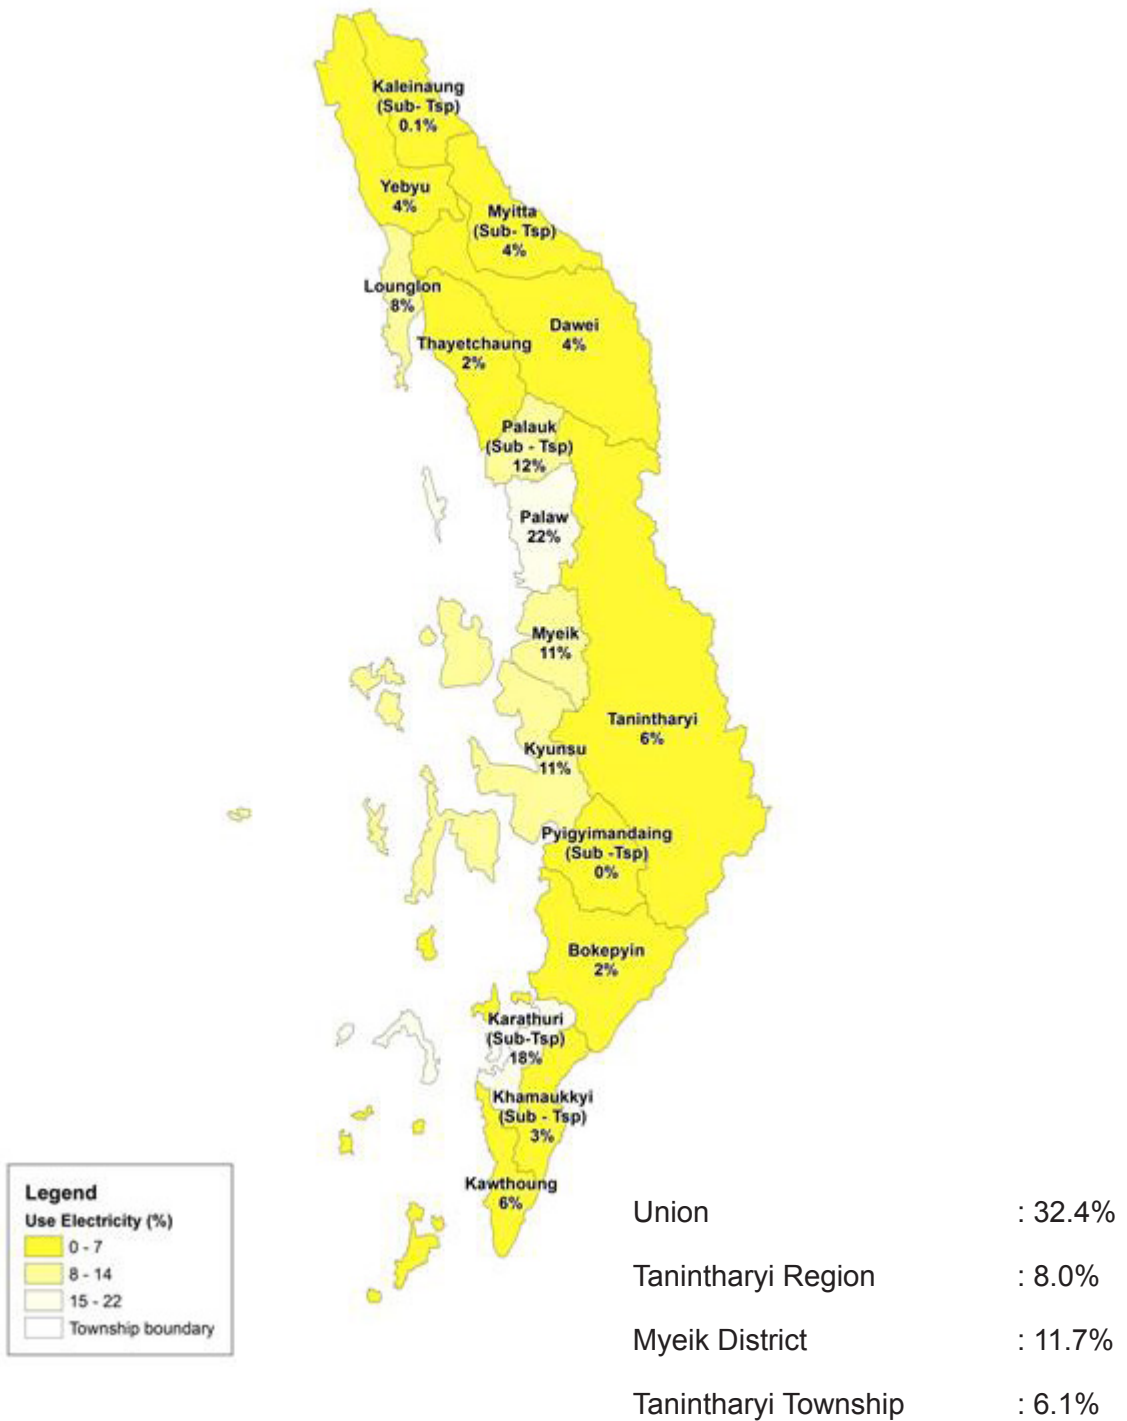 Kaleinaung
(Sub- Tsp)
0.1%
Yebyu
4%
Myitta
(Sub- Tsp)
4%
Lounglon
8%
Dawei
4%
Thayetchaung
2%
Palauk
(Sub - Tsp)
12%
Palaw
22%
Myeik
11%
Tanintharyi
6%
Kyunsu
11%
Pyigyimandaing
(Sub -Tsp)
0%
Bokepyin
2%
Karathuri
(Sub-Tsp)
18%
Khamaukkyi
(Sub - Tsp)
3%
Kawthoung
6%
Legend
Use Electricity (%)
0 - 7
8 - 14
15 - 22
Township boundary
Union : 32.4%
Tanintharyi Region : 8.0%
Myeik District : 11.7%
Tanintharyi Township : 6.1%